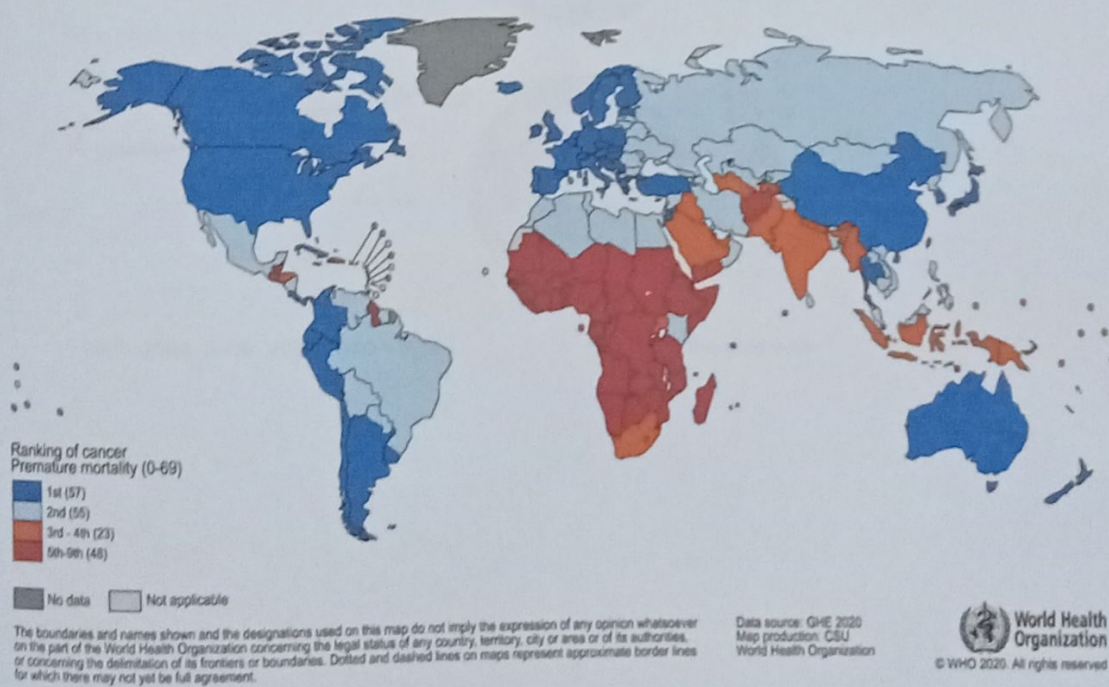 Ranking of cancer
Premature mortality (0-69)
1st (57)
2nd (55)
3rd - 4th (23)
5th-9th (48)
No data
Not applicable
The boundaries and names shown and the designations used on this map do not imply the expression of any opinion whatsoever
on the part of the World Health Organization concerning the legal status of any country, territory, city or area or of its authorities,
or concerning the delimitation of its frontiers or boundaries. Dotted and dashed lines on maps represent approximate border lines
for which there may not yet be full agreement.
Data source: GHE 2020
Map production: CSU
World Health Organization
World Health
Organization
© WHO 2020. All rights reserved